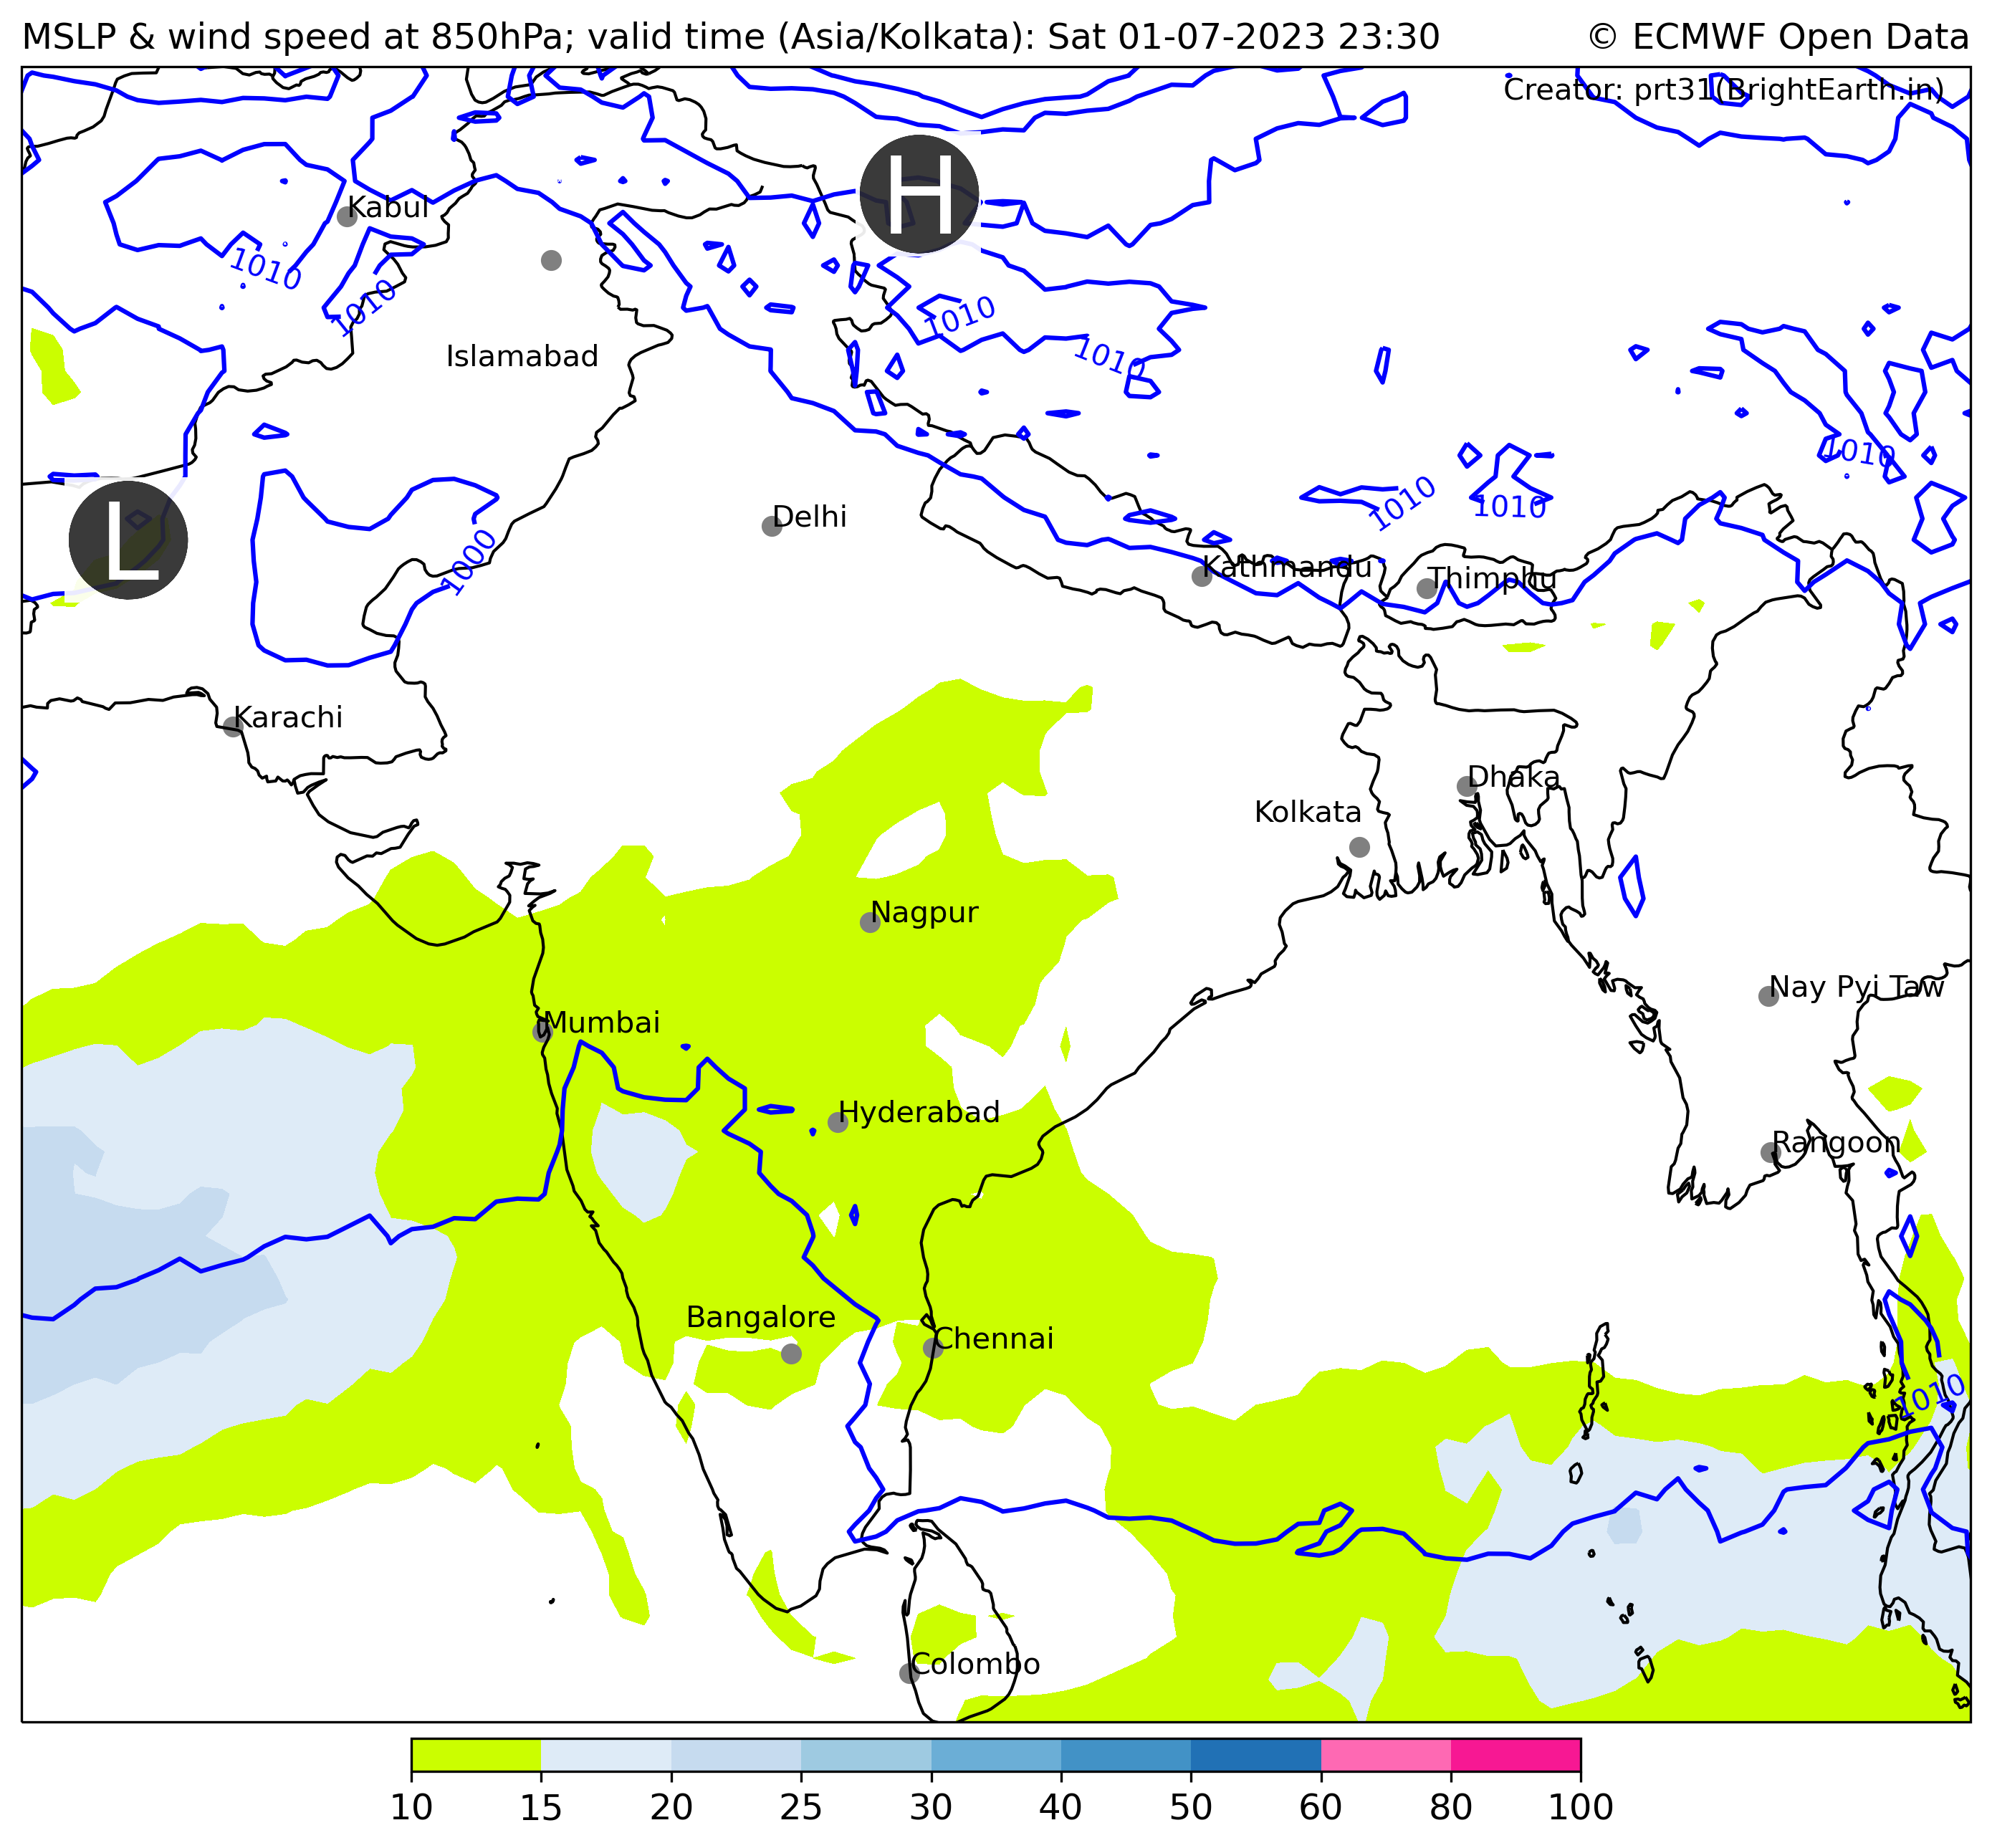 MSLP & wind speed at 850hPa; valid time (Asia/Kolkata): Sat 01-07-2023 23:30
© ECMWF Open Data
Creator: prt31(BrightEarth.in)
H
Kabul
1010
1010
1010
Islamabad
1010
1010
L
1000
Delhi
1010
1010
Kathmandu
Thimphu
Karachi
Dhaka
Kolkata
Nagpur
Nay Pyi Taw
Mumbai
Hyderabad
Rangoon
Bangalore
Chennai
1010
Colombo
10 15 20 25 30 40 50 60 80 100